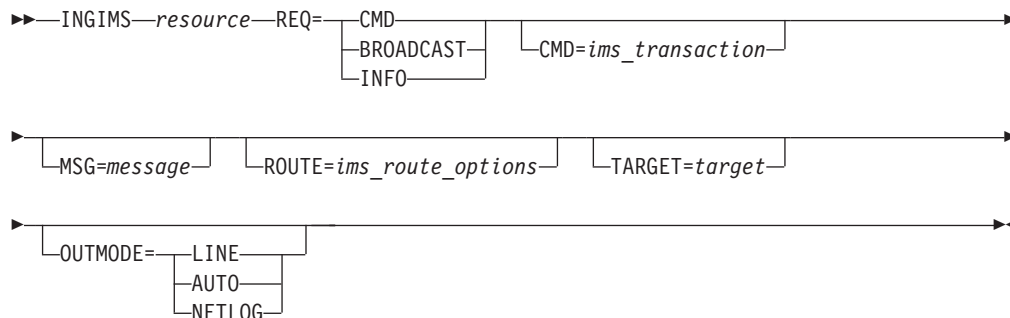 INGIMS resource REQ= CMD
BROADCAST
INFO
CMD=ims_transaction
MSG=message ROUTE=ims_route_options TARGET=target
OUTMODE= LINE
AUTO
NETLOG